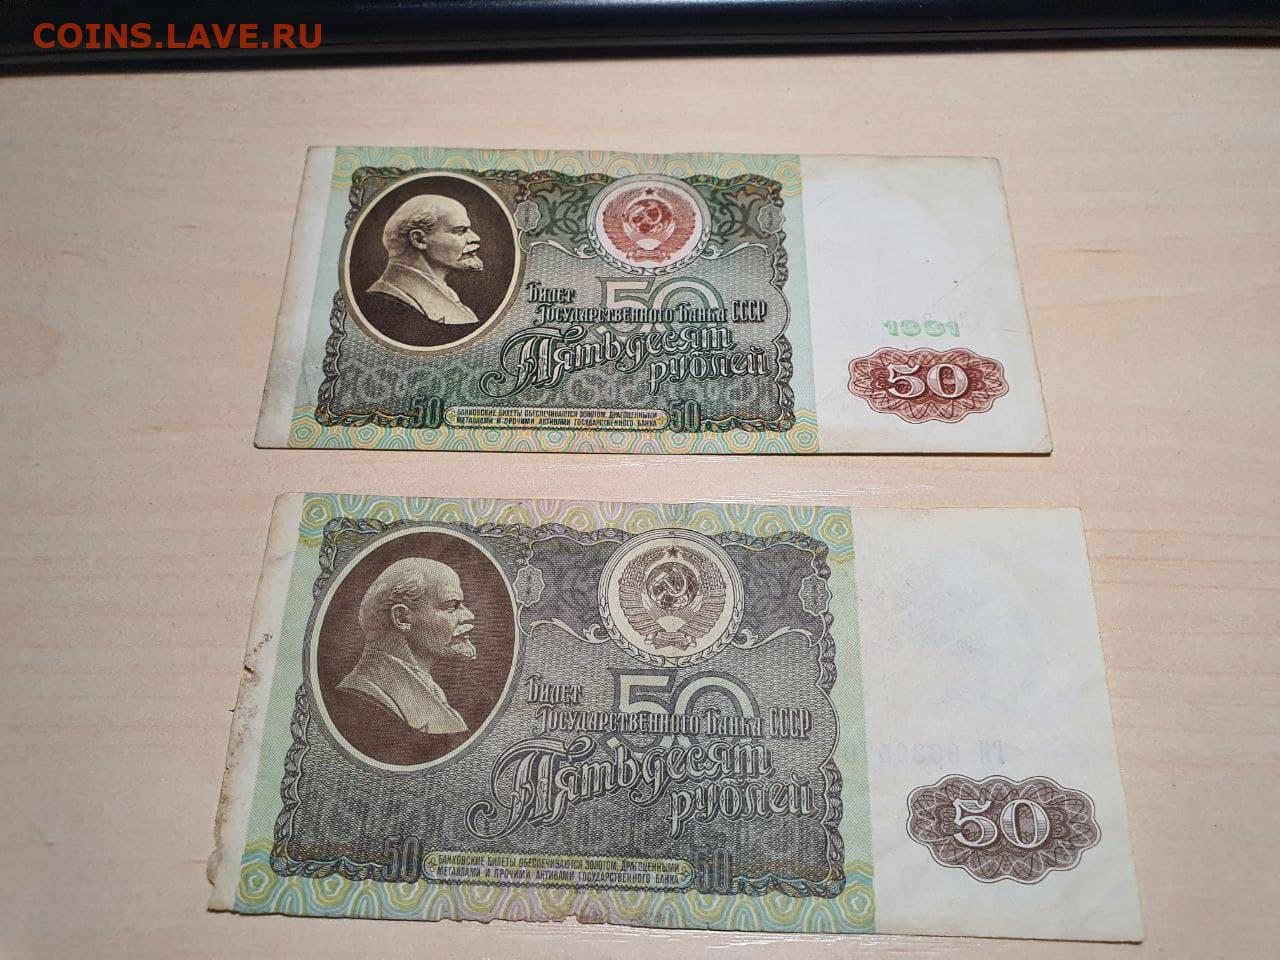 COINS.LAVE.RU
Билет
Государственного Банка СССР
50
Пятьдесят
рублей
1991
50
50
БАНКОВСКИЕ БИЛЕТЫ ОБЕСПЕЧИВАЮТСЯ ЗОЛОТОМ, ДРАГОЦЕННЫМИ
МЕТАЛЛАМИ И ПРОЧИМИ АКТИВАМИ ГОСУДАРСТВЕННОГО БАНКА
50
Билет
Государственного Банка СССР
50
Пятьдесят
рублей
50
50
БАНКОВСКИЕ БИЛЕТЫ ОБЕСПЕЧИВАЮТСЯ ЗОЛОТОМ, ДРАГОЦЕННЫМИ
МЕТАЛЛАМИ И ПРОЧИМИ АКТИВАМИ ГОСУДАРСТВЕННОГО БАНКА
50